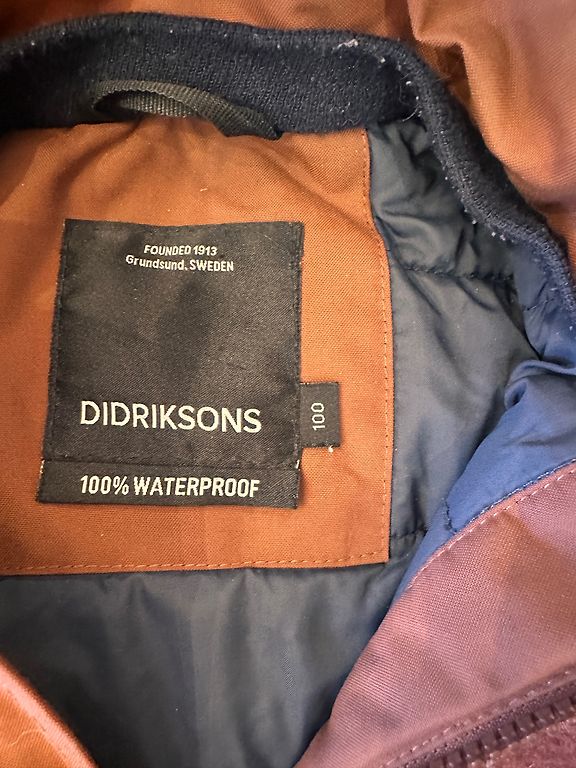 FOUNDED 1913
Grundsund, SWEDEN
DIDRIKSONS
100
100% WATERPROOF